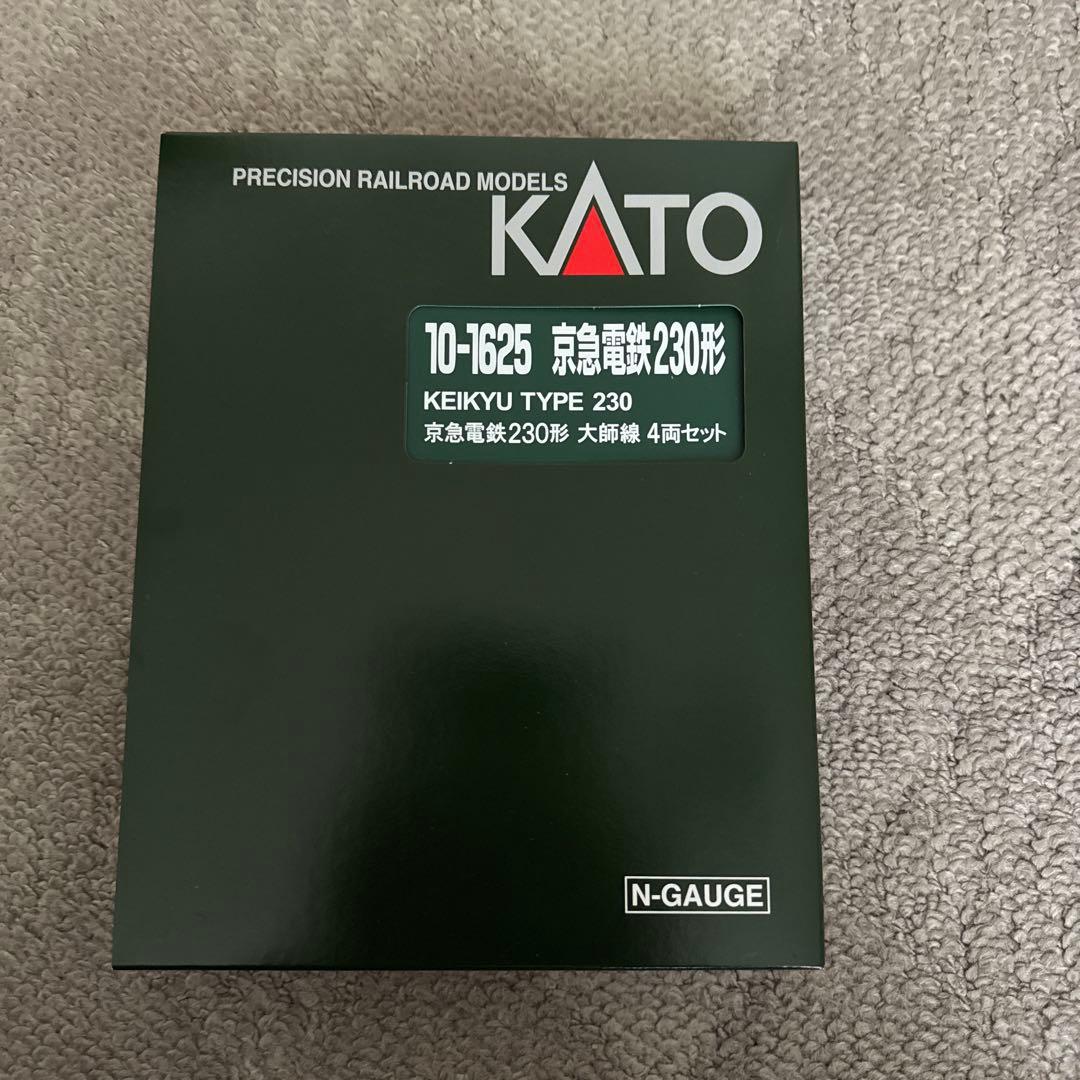 PRECISION RAILROAD MODELS
KATO
10-1625 京急電鉄230形
KEIKYU TYPE 230
京急電鉄230形 大師線 4両セット
N-GAUGE